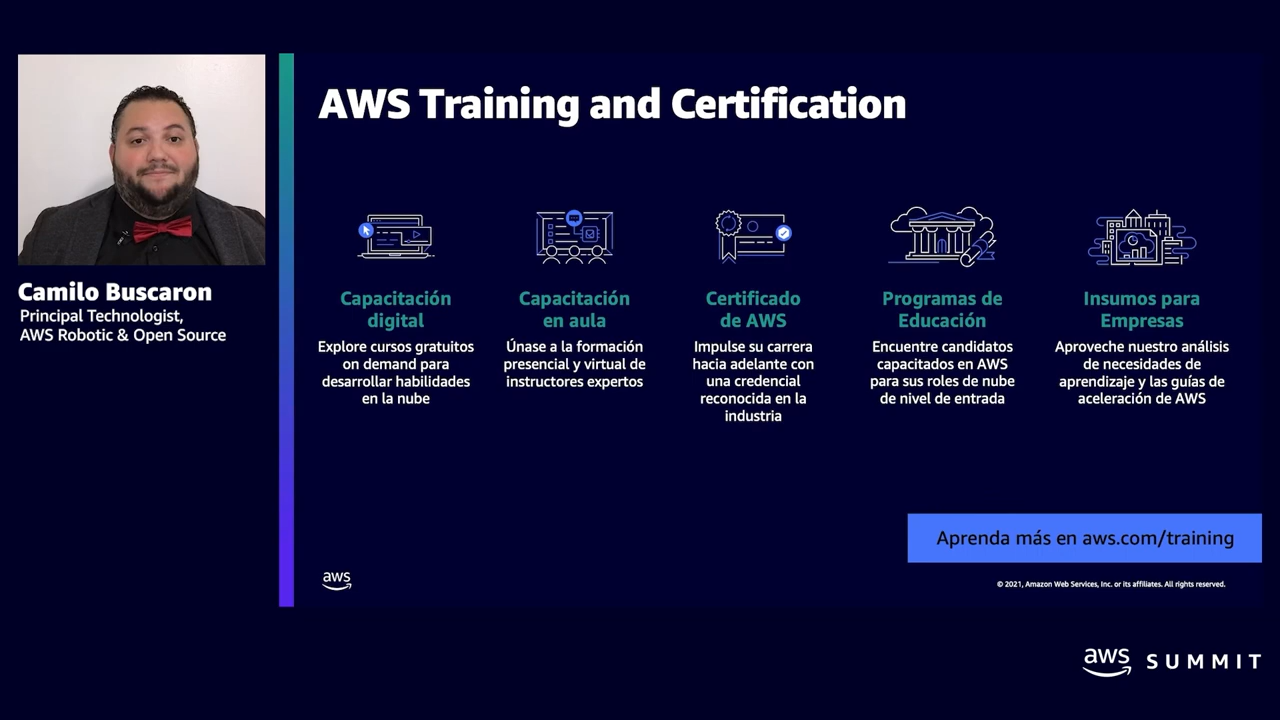 AWS Training and Certification
Camilo Buscaron
Principal Technologist,
AWS Robotic & Open Source
Capacitación
digital
Explore cursos gratuitos
on demand para
desarrollar habilidades
en la nube
Capacitación
en aula
Únase a la formación
presencial y virtual de
instructores expertos
Certificado
de AWS
Impulse su carrera
hacia adelante con
una credencial
reconocida en la
industria
Programas de
Educación
Encuentre candidatos
capacitados en AWS
para sus roles de nube
de nivel de entrada
Insumos para
Empresas
Aproveche nuestro análisis
de necesidades de
aprendizaje y las guías de
aceleración de AWS
Aprenda más en aws.com/training
aws
© 2021, Amazon Web Services, Inc. or its affiliates. All rights reserved.
aws SUMMIT